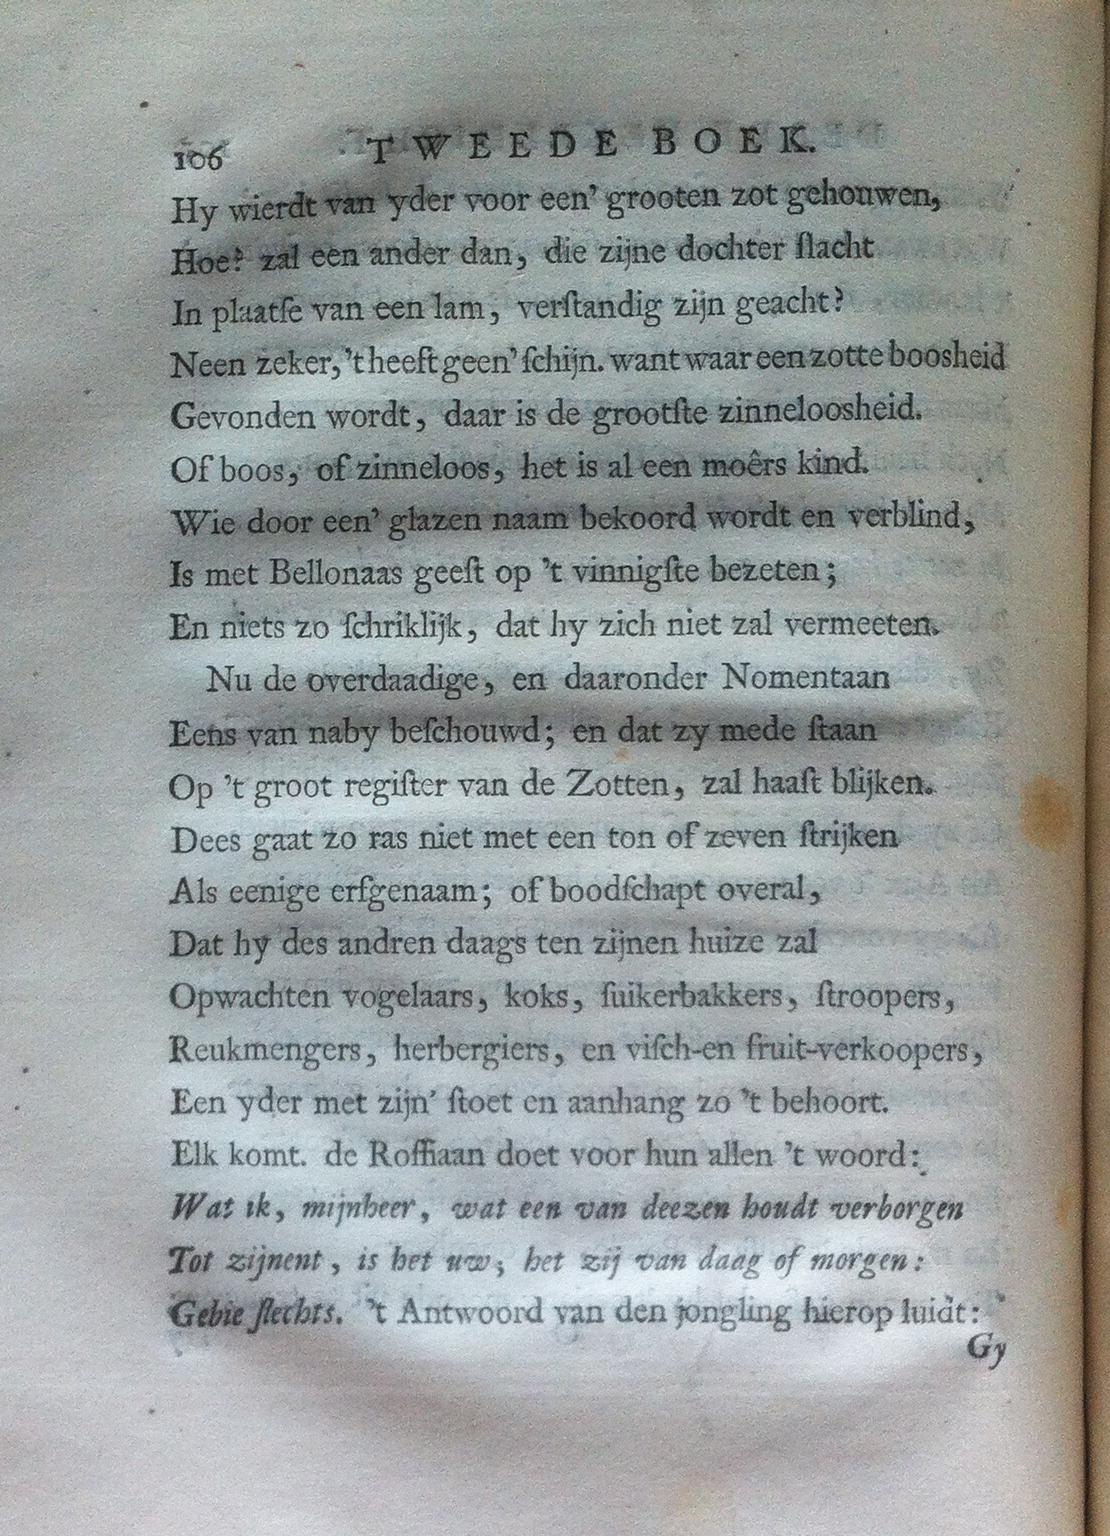 106 TWEEDE BOEK.
Hy wierdt van yder voor een’ grooten zot gehouwen,
Hoe? zal een ander dan, die zijne dochter ſlacht
In plaatſe van een lam, verſtandig zijn geacht?
Neen zeker, ’t heeft geen’ ſchijn. want waar een zotte boosheid
Gevonden wordt, daar is de grootſte zinneloosheid.
Of boos, of zinneloos, het is al een moêrs kind.
Wie door een’ glazen naam bekoord wordt en verblind,
Is met Bellonaas geeſt op ’t vinnigſte bezeten;
En niets zo ſchriklijk, dat hy zich niet zal vermeeten.
Nu de overdaadige, en daaronder Nomentaan
Eens van naby beſchouwd; en dat zy mede ſtaan
Op ’t groot regiſter van de Zotten, zal haaſt blijken.
Dees gaat zo ras niet met een ton of zeven ſtrijken
Als eenige erfgenaam; of boodſchapt overal,
Dat hy des andren daags ten zijnen huize zal
Opwachten vogelaars, koks, ſuikerbakkers, ſtroopers,
Reukmengers, herbergiers, en viſch-en fruit-verkoopers,
Een yder met zijn’ ſtoet en aanhang zo ’t behoort.
Elk komt. de Roffiaan doet voor hun allen ’t woord:
Wat ik, mijnheer, wat een van deezen houdt verborgen
Tot zijnent, is het uw; het zij van daag of morgen:
Gebie ſlechts. ’t Antwoord van den jongling hierop luidt:
Gy